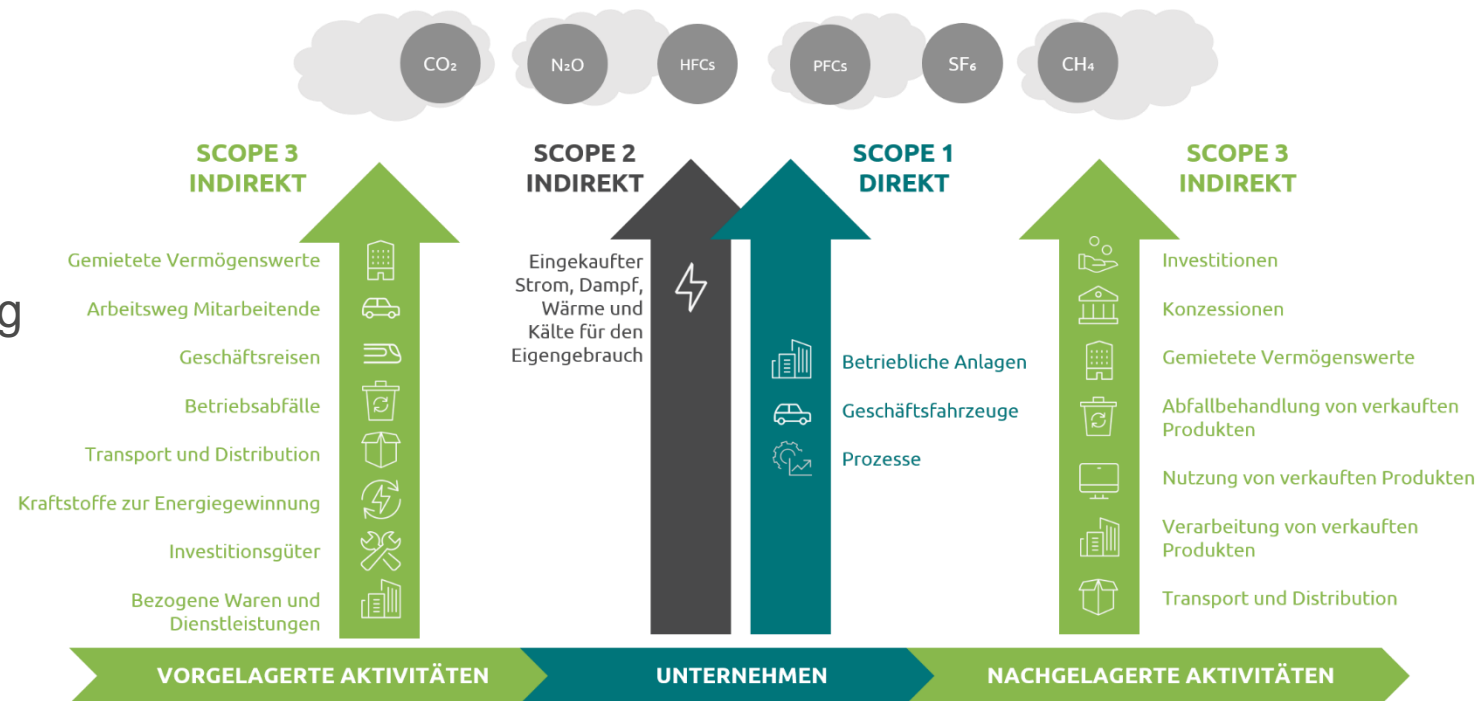 CO₂
N₂O
HFCs
PFCs
SF₆
CH₄
SCOPE 3
INDIREKT
Gemietete Vermögenswerte
Arbeitsweg Mitarbeitende
Geschäftsreisen
Betriebsabfälle
Transport und Distribution
Kraftstoffe zur Energiegewinnung
Investitionsgüter
Bezogene Waren und
Dienstleistungen
SCOPE 2
INDIREKT
Eingekaufter
Strom, Dampf,
Wärme und
Kälte für den
Eigengebrauch
SCOPE 1
DIREKT
Betriebliche Anlagen
Geschäftsfahrzeuge
Prozesse
SCOPE 3
INDIREKT
Investitionen
Konzessionen
Gemietete Vermögenswerte
Abfallbehandlung von verkauften
Produkten
Nutzung von verkauften Produkten
Verarbeitung von verkauften
Produkten
Transport und Distribution
g
VORGELAGERTE AKTIVITÄTEN
UNTERNEHMEN
NACHGELAGERTE AKTIVITÄTEN